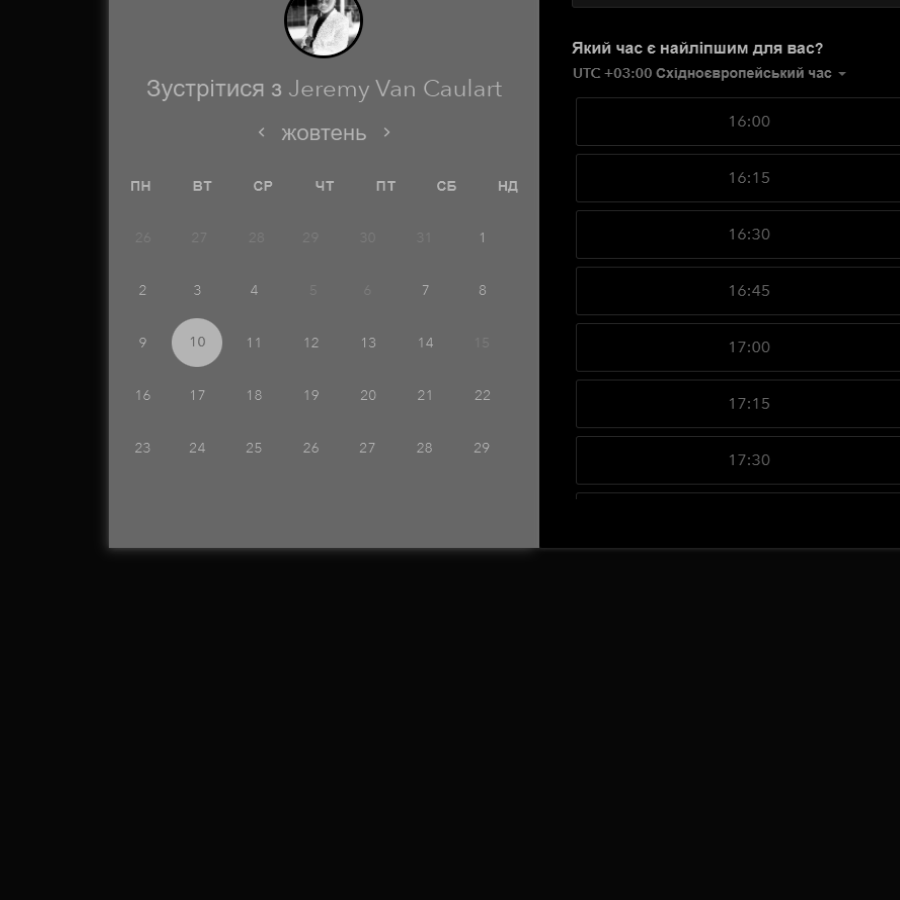 Зустрітися з Jeremy Van Caulart
жовтень
ПН ВТ СР ЧТ ПТ СБ НД
26 27 28 29 30 31 1
2 3 4 5 6 7 8
9 10 11 12 13 14 15
16 17 18 19 20 21 22
23 24 25 26 27 28 29
Який час є найліпшим для вас?
UTC +03:00 Східноєвропейський час
16:00
16:15
16:30
16:45
17:00
17:15
17:30